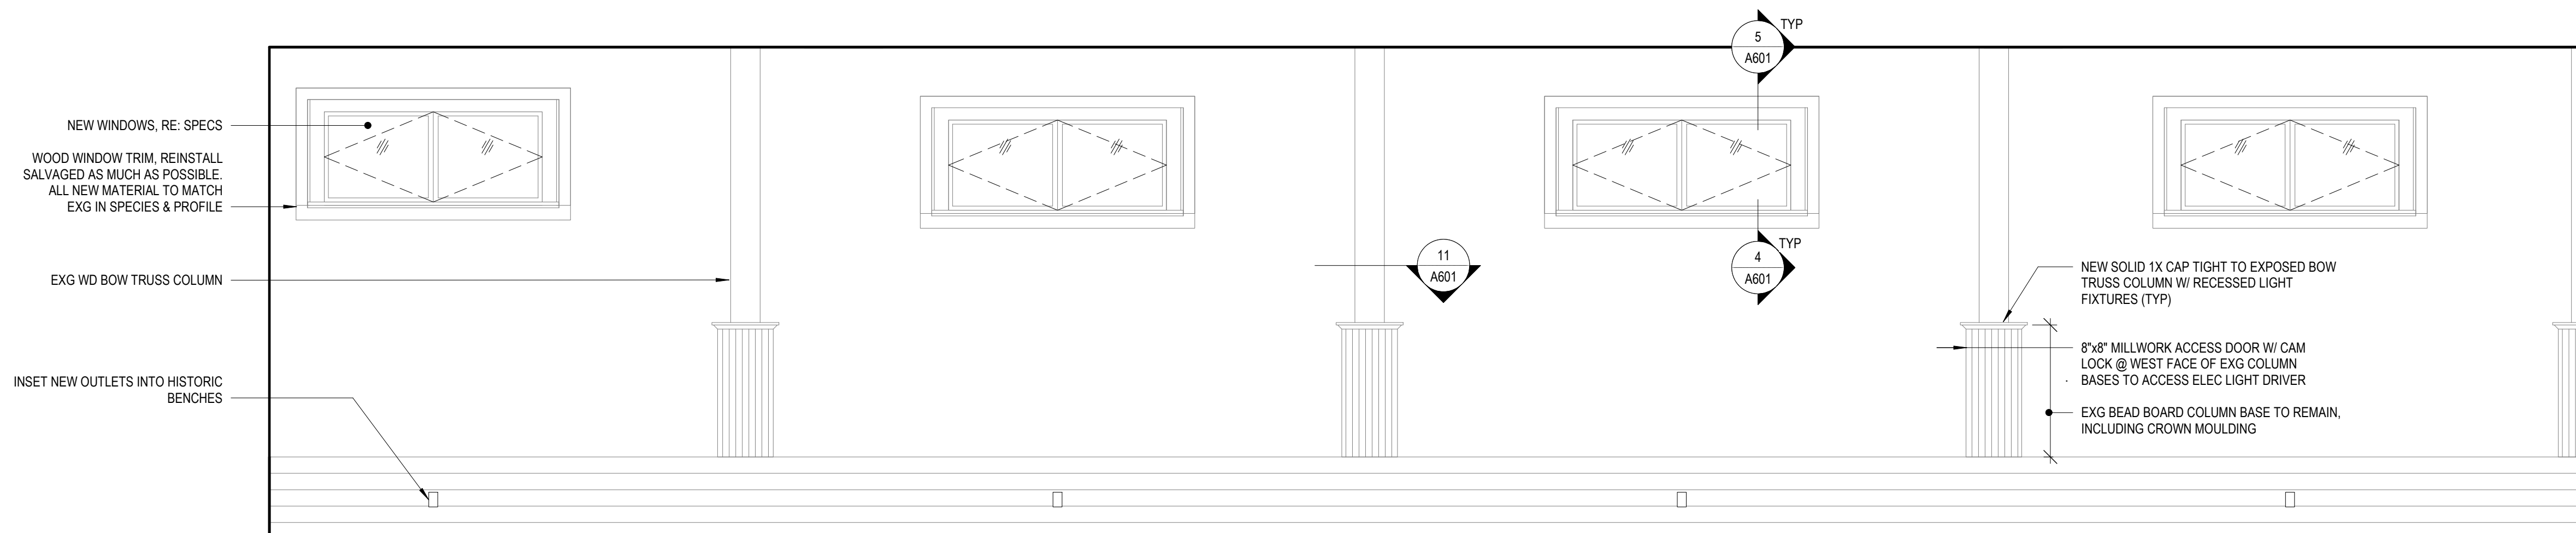 TYP
5
A601
NEW WINDOWS, RE: SPECS
WOOD WINDOW TRIM, REINSTALL
SALVAGED AS MUCH AS POSSIBLE.
ALL NEW MATERIAL TO MATCH
EXG IN SPECIES & PROFILE
EXG WD BOW TRUSS COLUMN
INSET NEW OUTLETS INTO HISTORIC
BENCHES
11
A601
TYP
4
A601
NEW SOLID 1X CAP TIGHT TO EXPOSED BOW
TRUSS COLUMN W/ RECESSED LIGHT
FIXTURES (TYP)
8"x8" MILLWORK ACCESS DOOR W/ CAM
LOCK @ WEST FACE OF EXG COLUMN
BASES TO ACCESS ELEC LIGHT DRIVER
EXG BEAD BOARD COLUMN BASE TO REMAIN,
INCLUDING CROWN MOULDING